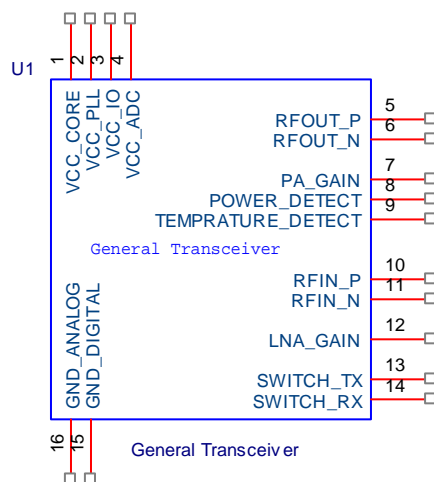 1
2
3
4
U1
VCC_CORE
VCC_PLL
VCC_IO
VCC_ADC
RFOUT_P 5
RFOUT_N 6
PA_GAIN 7
POWER_DETECT 8
TEMPRATURE_DETECT 9
General Transceiver
RFIN_P 10
RFIN_N 11
LNA_GAIN 12
SWITCH_TX 13
SWITCH_RX 14
GND_ANALOG
GND_DIGITAL
16
15
General Transceiver